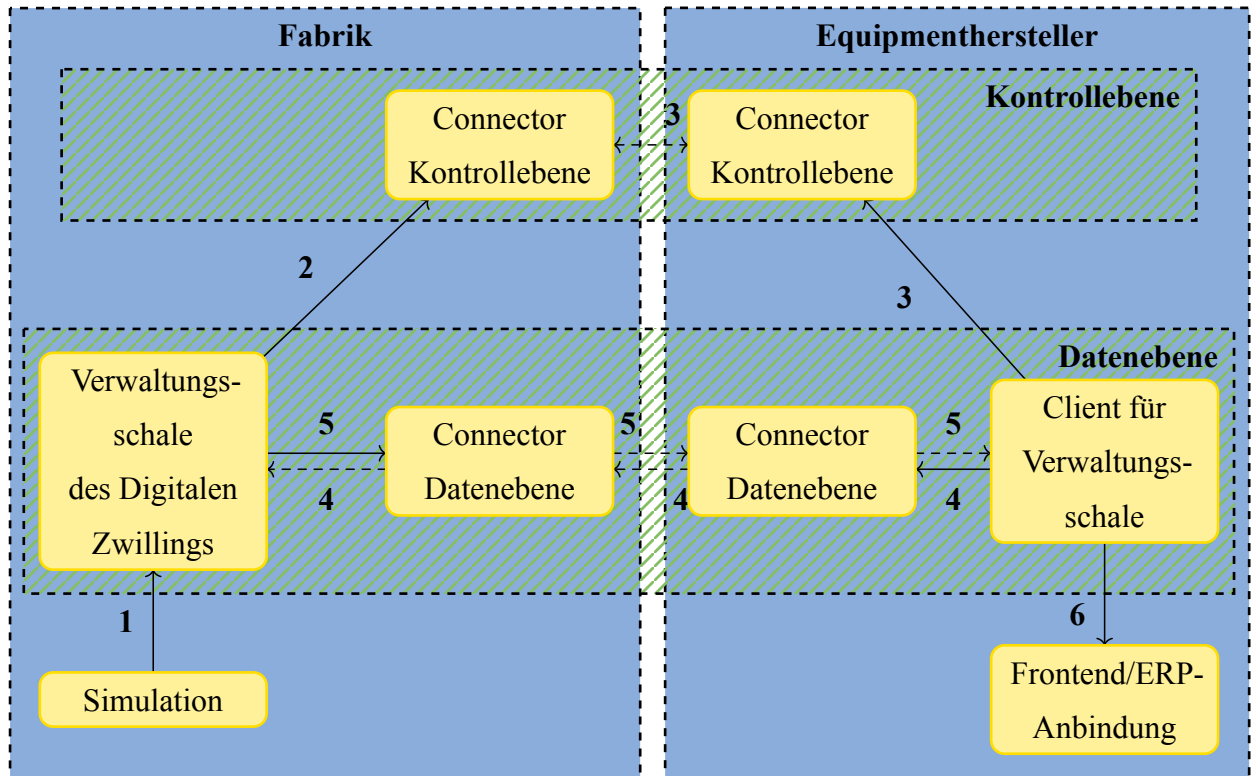 Fabrik
Equipmenthersteller
Kontrollebene
Connector
Kontrollebene
3
Connector
Kontrollebene
2
3
Datenebene
Verwaltungs-
schale
des Digitalen
Zwillings
5
4
Connector
Datenebene
5
4
Connector
Datenebene
5
4
Client für
Verwaltungs-
schale
1
6
Simulation
Frontend/ERP-
Anbindung